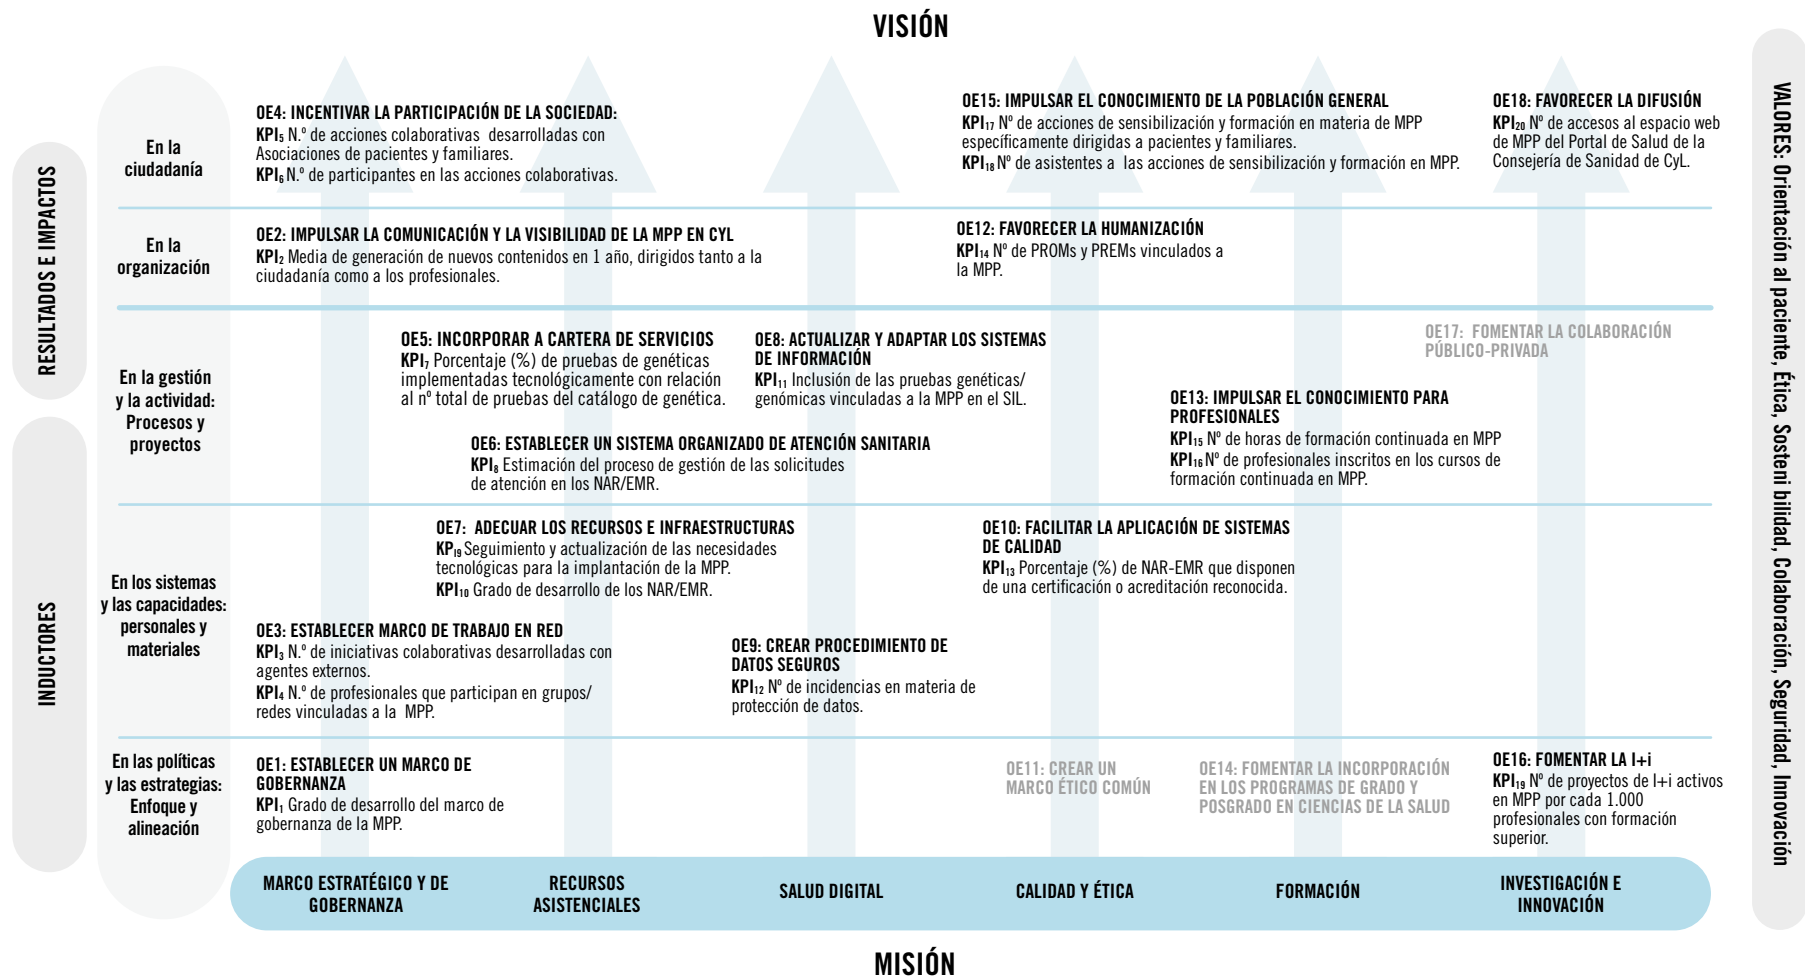 VISIÓN
RESULTADOS E IMPACTOS
INDUCTORES
En la
ciudadanía
OE4: INCENTIVAR LA PARTICIPACIÓN DE LA SOCIEDAD:
KPI₅ N.º de acciones colaborativas desarrolladas con
Asociaciones de pacientes y familiares.
KPI₆ N.º de participantes en las acciones colaborativas.
OE15: IMPULSAR EL CONOCIMIENTO DE LA POBLACIÓN GENERAL
KPI₁₇ Nº de acciones de sensibilización y formación en materia de MPP
específicamente dirigidas a pacientes y familiares.
KPI₁₈ Nº de asistentes a las acciones de sensibilización y formación en MPP.
OE18: FAVORECER LA DIFUSIÓN
KPI₂₀ Nº de accesos al espacio web
de MPP del Portal de Salud de la
Consejería de Sanidad de CyL.
En la
organización
OE2: IMPULSAR LA COMUNICACIÓN Y LA VISIBILIDAD DE LA MPP EN CYL
KPI₂ Media de generación de nuevos contenidos en 1 año, dirigidos tanto a la
ciudadanía como a los profesionales.
OE12: FAVORECER LA HUMANIZACIÓN
KPI₁₄ Nº de PROMs y PREMs vinculados a
la MPP.
En la gestión
y la actividad:
Procesos y
proyectos
OE5: INCORPORAR A CARTERA DE SERVICIOS
KPI₇ Porcentaje (%) de pruebas de genéticas
implementadas tecnológicamente con relación
al nº total de pruebas del catálogo de genética.
OE8: ACTUALIZAR Y ADAPTAR LOS SISTEMAS
DE INFORMACIÓN
KPI₁₁ Inclusión de las pruebas genéticas/
genómicas vinculadas a la MPP en el SIL.
OE17: FOMENTAR LA COLABORACIÓN
PÚBLICO-PRIVADA
OE13: IMPULSAR EL CONOCIMIENTO PARA
PROFESIONALES
KPI₁₅ Nº de horas de formación continuada en MPP
KPI₁₆ Nº de profesionales inscritos en los cursos de
formación continuada en MPP.
OE6: ESTABLECER UN SISTEMA ORGANIZADO DE ATENCIÓN SANITARIA
KPI₈ Estimación del proceso de gestión de las solicitudes
de atención en los NAR/EMR.
En los sistemas
y las capacidades:
personales y
materiales
OE7: ADECUAR LOS RECURSOS E INFRAESTRUCTURAS
KPI₉ Seguimiento y actualización de las necesidades
tecnológicas para la implantación de la MPP.
KPI₁₀ Grado de desarrollo de los NAR/EMR.
OE10: FACILITAR LA APLICACIÓN DE SISTEMAS
DE CALIDAD
KPI₁₃ Porcentaje (%) de NAR-EMR que disponen
de una certificación o acreditación reconocida.
OE3: ESTABLECER MARCO DE TRABAJO EN RED
KPI₃ N.º de iniciativas colaborativas desarrolladas con
agentes externos.
KPI₄ N.º de profesionales que participan en grupos/
redes vinculadas a la MPP.
OE9: CREAR PROCEDIMIENTO DE
DATOS SEGUROS
KPI₁₂ Nº de incidencias en materia de
protección de datos.
En las políticas
y las estrategias:
Enfoque y
alineación
OE1: ESTABLECER UN MARCO DE
GOBERNANZA
KPI₁ Grado de desarrollo del marco de
gobernanza de la MPP.
OE11: CREAR UN
MARCO ÉTICO COMÚN
OE14: FOMENTAR LA INCORPORACIÓN
EN LOS PROGRAMAS DE GRADO Y
POSGRADO EN CIENCIAS DE LA SALUD
OE16: FOMENTAR LA I+i
KPI₁₉ Nº de proyectos de I+i activos
en MPP por cada 1.000
profesionales con formación
superior.
MARCO ESTRATÉGICO Y DE
GOBERNANZA
RECURSOS
ASISTENCIALES
SALUD DIGITAL
CALIDAD Y ÉTICA
FORMACIÓN
INVESTIGACIÓN E
INNOVACIÓN
MISIÓN
VALORES: Orientación al paciente, Ética, Sosteni bilidad, Colaboración, Seguridad, Innovación